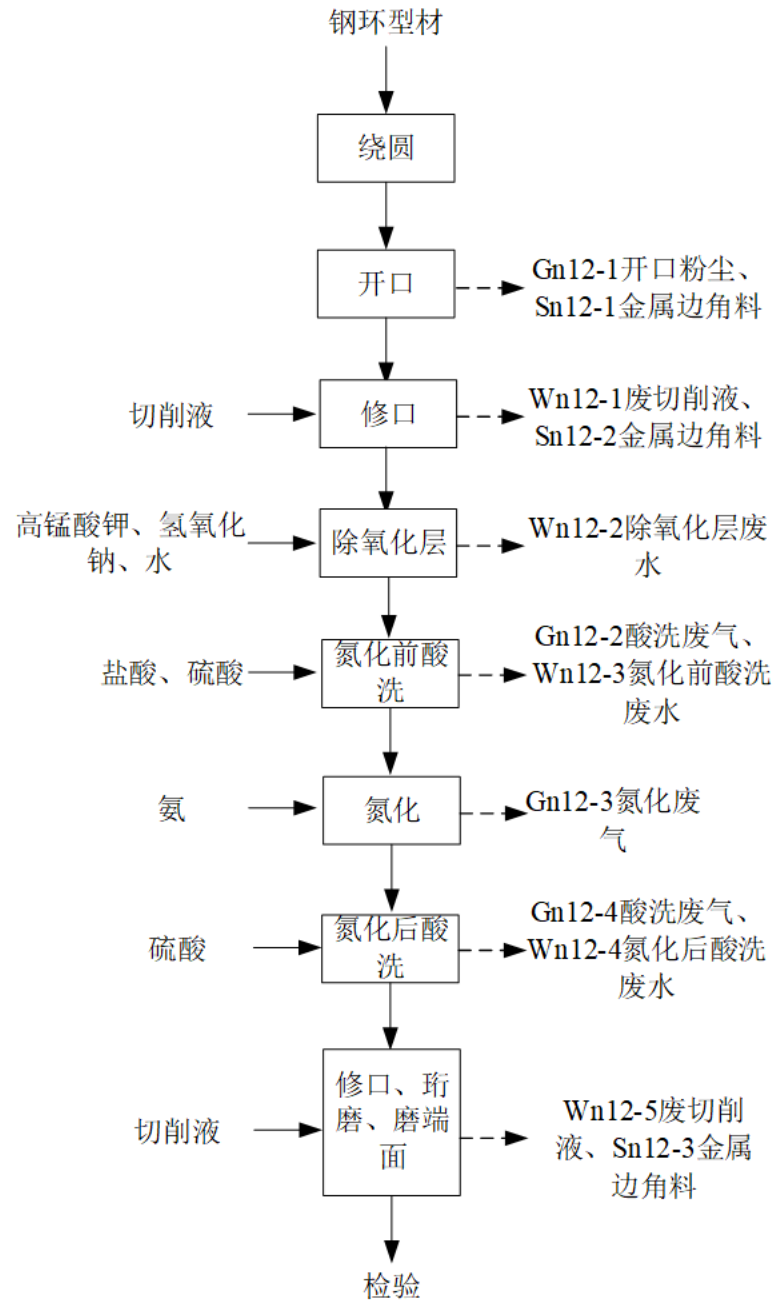 钢环型材
绕圆
开口
Gn12-1开口粉尘、
Sn12-1金属边角料
切削液
修口
Wn12-1废切削液、
Sn12-2金属边角料
高锰酸钾、氢氧化
钠、水
除氧化层
Wn12-2除氧化层废
水
盐酸、硫酸
氮化前酸
洗
Gn12-2酸洗废气、
Wn12-3氮化前酸洗
废水
氨
氮化
Gn12-3氮化废
气
硫酸
氮化后酸
洗
Gn12-4酸洗废气、
Wn12-4氮化后酸洗
废水
切削液
修口、珩
磨、磨端
面
Wn12-5废切削
液、Sn12-3金属
边角料
检验